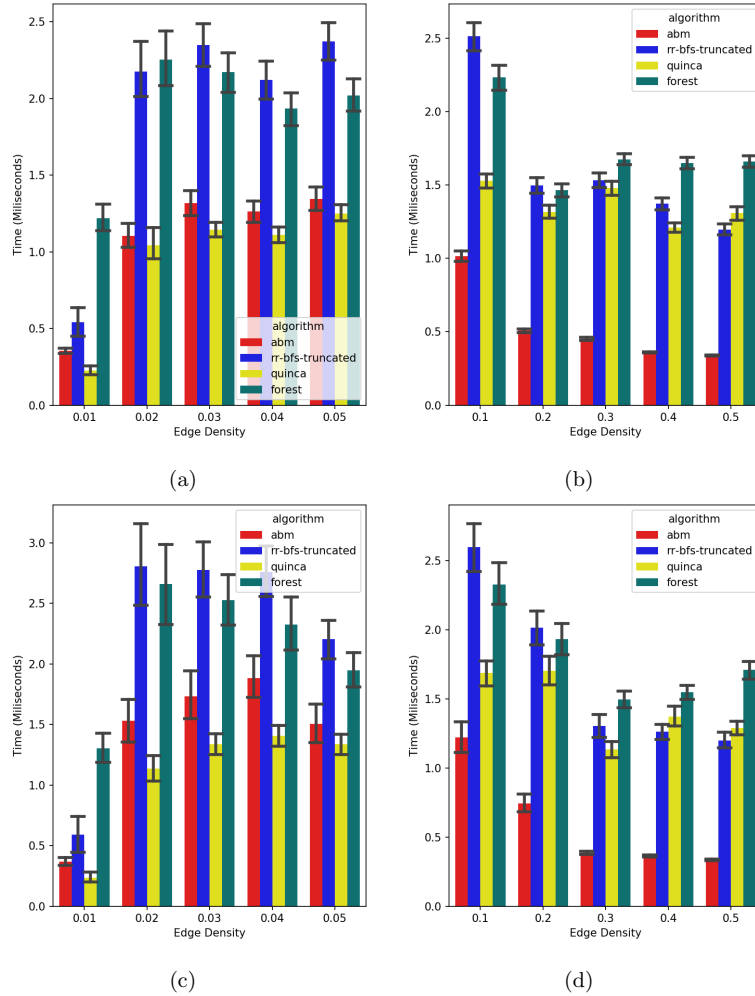 2.5
2.0
1.5
1.0
0.5
0.0
Time (Miliseconds)
algorithm
abm
rr-bfs-truncated
quinca
forest
0.01 0.02 0.03 0.04 0.05
Edge Density
(a)
2.5
2.0
1.5
1.0
0.5
0.0
Time (Miliseconds)
algorithm
abm
rr-bfs-truncated
quinca
forest
0.1 0.2 0.3 0.4 0.5
Edge Density
(b)
3.0
2.5
2.0
1.5
1.0
0.5
0.0
Time (Miliseconds)
algorithm
abm
rr-bfs-truncated
quinca
forest
0.01 0.02 0.03 0.04 0.05
Edge Density
(c)
2.5
2.0
1.5
1.0
0.5
0.0
Time (Miliseconds)
algorithm
abm
rr-bfs-truncated
quinca
forest
0.1 0.2 0.3 0.4 0.5
Edge Density
(d)